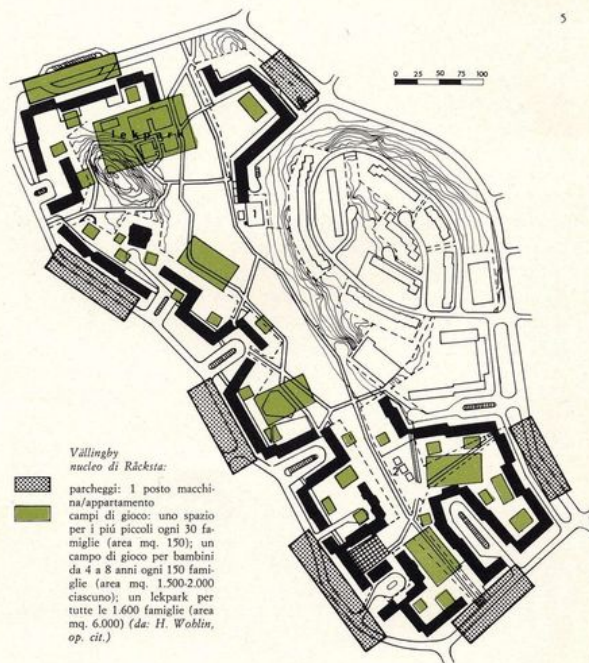 5
0 25 50 75 100
lekpark
Vällingby
nucleo di Råcksta:
parcheggi: 1 posto macchi-
na/appartamento
campi di gioco: uno spazio
per i piú piccoli ogni 30 fa-
miglie (area mq. 150); un
campo di gioco per bambini
da 4 a 8 anni ogni 150 fami-
glie (area mq. 1.500-2.000
ciascuno); un lekpark per
tutte le 1.600 famiglie (area
mq. 6.000) (da: H. Wohlin,
op. cit.)